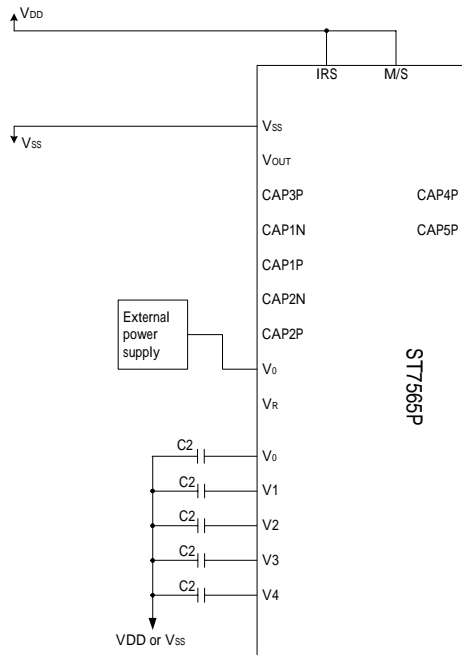 VDD
IRS M/S
VSS
VSS
VOUT
CAP3P CAP4P
CAP1N CAP5P
CAP1P
CAP2N
External
power
supply
CAP2P
V0
ST7565P
VR
C2 V0
C2 V1
C2 V2
C2 V3
C2 V4
VDD or VSS